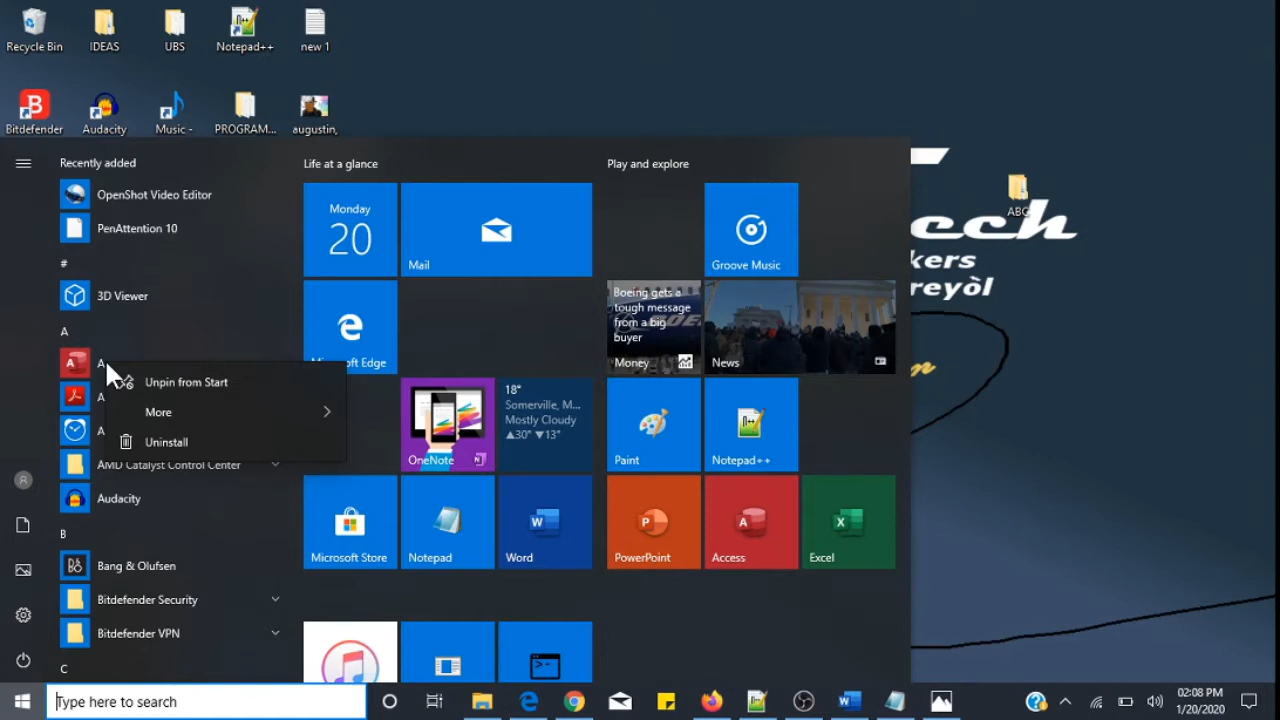 Recycle Bin
IDEAS
UBS
Notepad++
new 1
Bitdefender
Audacity
Music -
PROGRAM...
augustin,
ABC
ech
kers
reyòl
Recently added
OpenShot Video Editor
PenAttention 10
#
3D Viewer
A
A
A
A
AMD Catalyst Control Center
Audacity
B
Bang & Olufsen
Bitdefender Security
Bitdefender VPN
C
Unpin from Start
More
Uninstall
Life at a glance
Monday
20
Mail
Microsoft Edge
OneNote
18°
Somerville, M...
Mostly Cloudy
▲30° ▼13°
Microsoft Store
Notepad
Word
Play and explore
Groove Music
Boeing gets a
tough message
from a big
buyer
Money
News
Paint
Notepad++
PowerPoint
Access
Excel
Type here to search
02:08 PM
1/20/2020